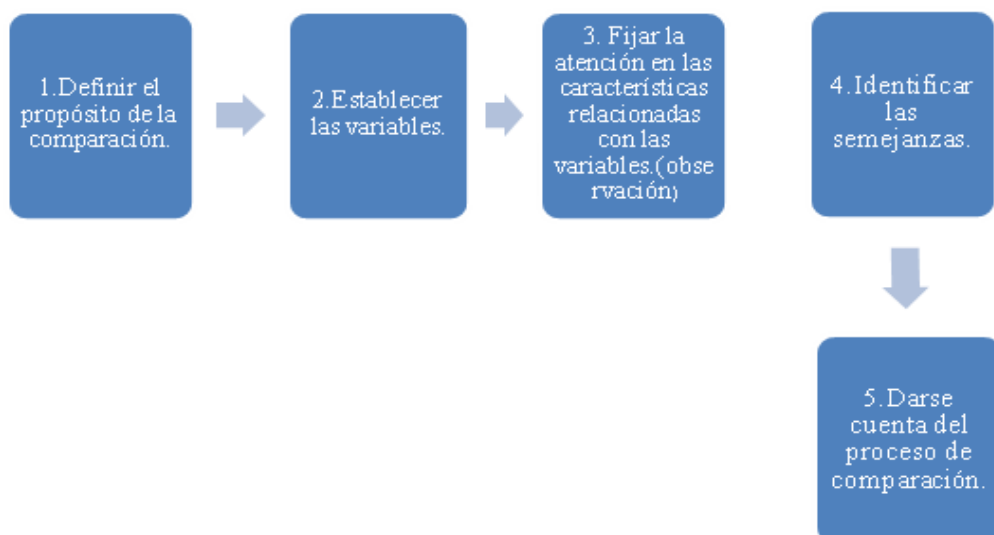 1.Definir el
propósito de la
comparación.
2.Establecer
las variables.
3. Fijar la
atención en las
características
relacionadas
con las
variables.(obse
rvación)
4.Identificar
las
semejanzas.
5.Darse
cuenta del
proceso de
comparación.